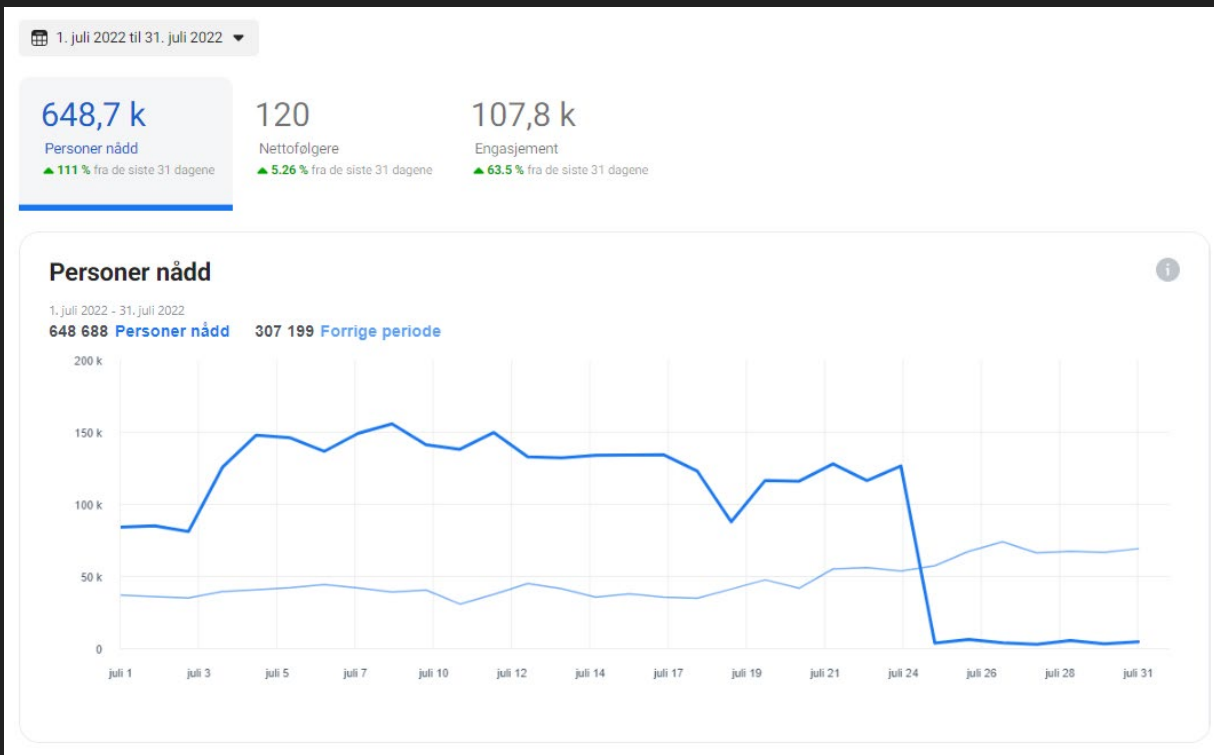 1. juli 2022 til 31. juli 2022
648,7 k 120 107,8 k
Personer nådd Nettofølgere Engasjement
111 % fra de siste 31 dagene 5.26 % fra de siste 31 dagene 63.5 % fra de siste 31 dagene
Personer nådd
1. juli 2022 - 31. juli 2022
648 688 Personer nådd 307 199 Forrige periode
200 k
150 k
100 k
50 k
0
juli 1 juli 3 juli 5 juli 7 juli 10 juli 12 juli 14 juli 17 juli 19 juli 21 juli 24 juli 26 juli 28 juli 31